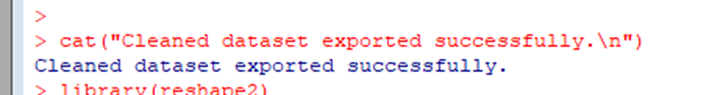 >
> cat("Cleaned dataset exported successfully.\n")
Cleaned dataset exported successfully.
> library(reshape2)